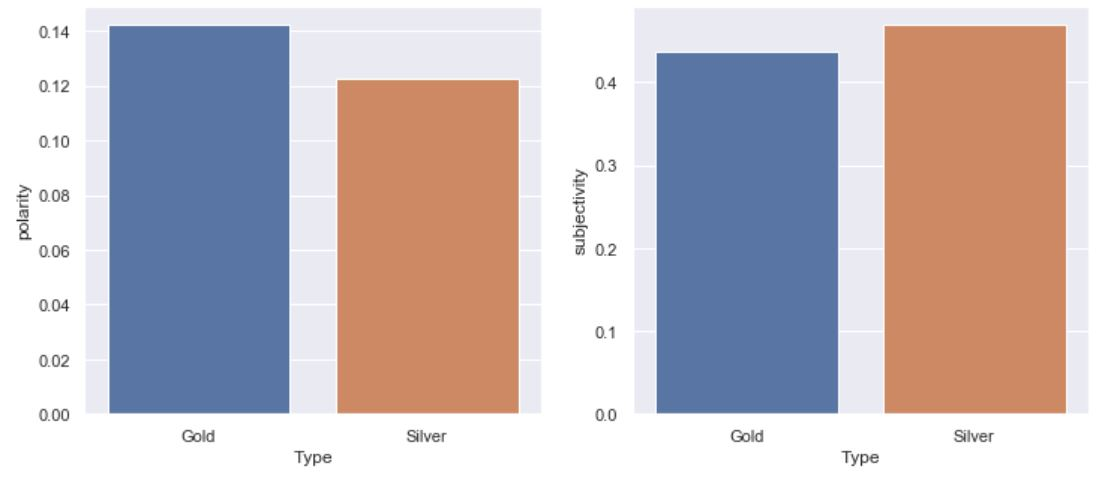 0.14
0.12
0.10
0.08
0.06
0.04
0.02
0.00
polarity
Gold
Silver
Type
0.4
0.3
0.2
0.1
0.0
subjectivity
Gold
Silver
Type